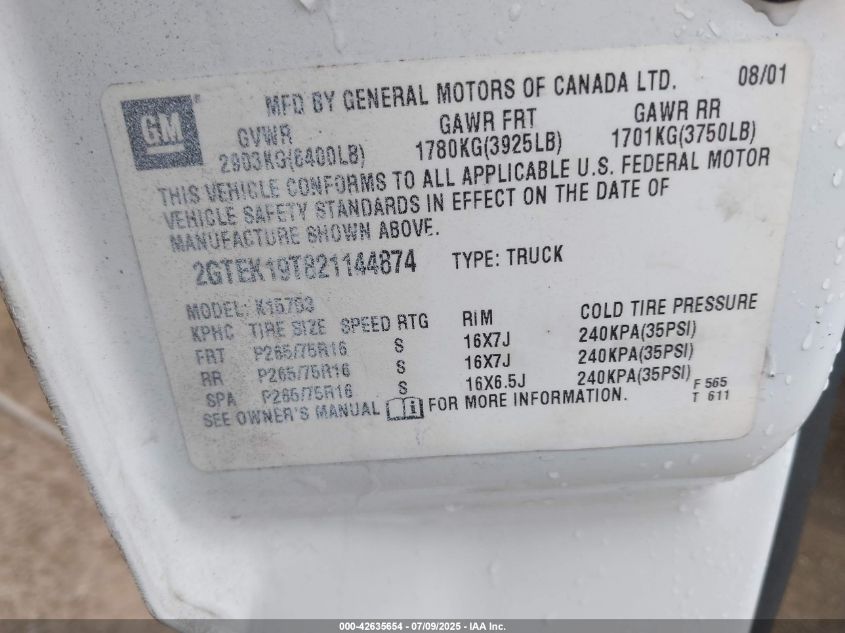 MFD BY GENERAL MOTORS OF CANADA LTD. 08/01
GM
GVWR GAWR FRT GAWR RR
2903KG(6400LB) 1780KG(3925LB) 1701KG(3750LB)
THIS VEHICLE CONFORMS TO ALL APPLICABLE U.S. FEDERAL MOTOR
VEHICLE SAFETY STANDARDS IN EFFECT ON THE DATE OF
MANUFACTURE SHOWN ABOVE.
2GTEK19T821144874 TYPE: TRUCK
MODEL: K15753
KPHC TIRE SIZE SPEED RTG RIM COLD TIRE PRESSURE
FRT P265/75R16 S 16X7J 240KPA(35PSI)
RR P265/75R16 S 16X7J 240KPA(35PSI)
SPA P265/75R16 S 16X6.5J 240KPA(35PSI)
SEE OWNER'S MANUAL FOR MORE INFORMATION.
F 565
T 611
000-42635654 / 07/09/2025 - IAA Inc.